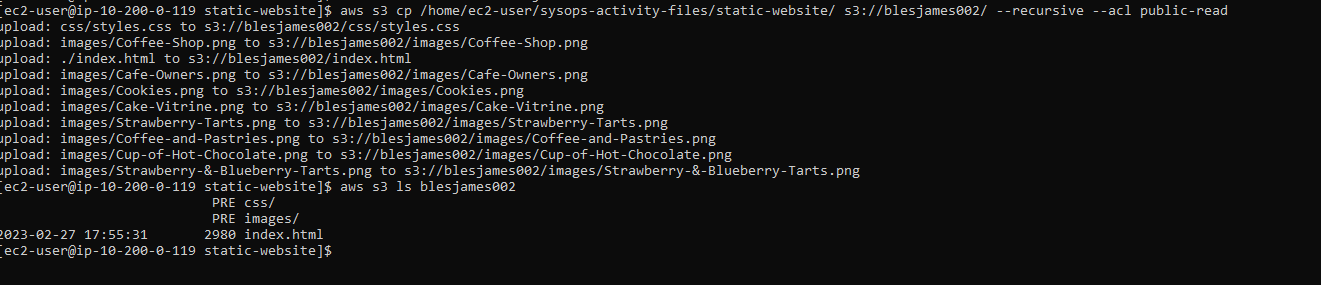 [ec2-user@ip-10-200-0-119 static-website]$ aws s3 cp /home/ec2-user/sysops-activity-files/static-website/ s3://blesjames002/ --recursive --acl public-read
upload: css/styles.css to s3://blesjames002/css/styles.css
upload: images/Coffee-Shop.png to s3://blesjames002/images/Coffee-Shop.png
upload: ./index.html to s3://blesjames002/index.html
upload: images/Cafe-Owners.png to s3://blesjames002/images/Cafe-Owners.png
upload: images/Cookies.png to s3://blesjames002/images/Cookies.png
upload: images/Cake-Vitrine.png to s3://blesjames002/images/Cake-Vitrine.png
upload: images/Strawberry-Tarts.png to s3://blesjames002/images/Strawberry-Tarts.png
upload: images/Coffee-and-Pastries.png to s3://blesjames002/images/Coffee-and-Pastries.png
upload: images/Cup-of-Hot-Chocolate.png to s3://blesjames002/images/Cup-of-Hot-Chocolate.png
upload: images/Strawberry-&-Blueberry-Tarts.png to s3://blesjames002/images/Strawberry-&-Blueberry-Tarts.png
[ec2-user@ip-10-200-0-119 static-website]$ aws s3 ls blesjames002
PRE css/
PRE images/
2023-02-27 17:55:31 2980 index.html
[ec2-user@ip-10-200-0-119 static-website]$